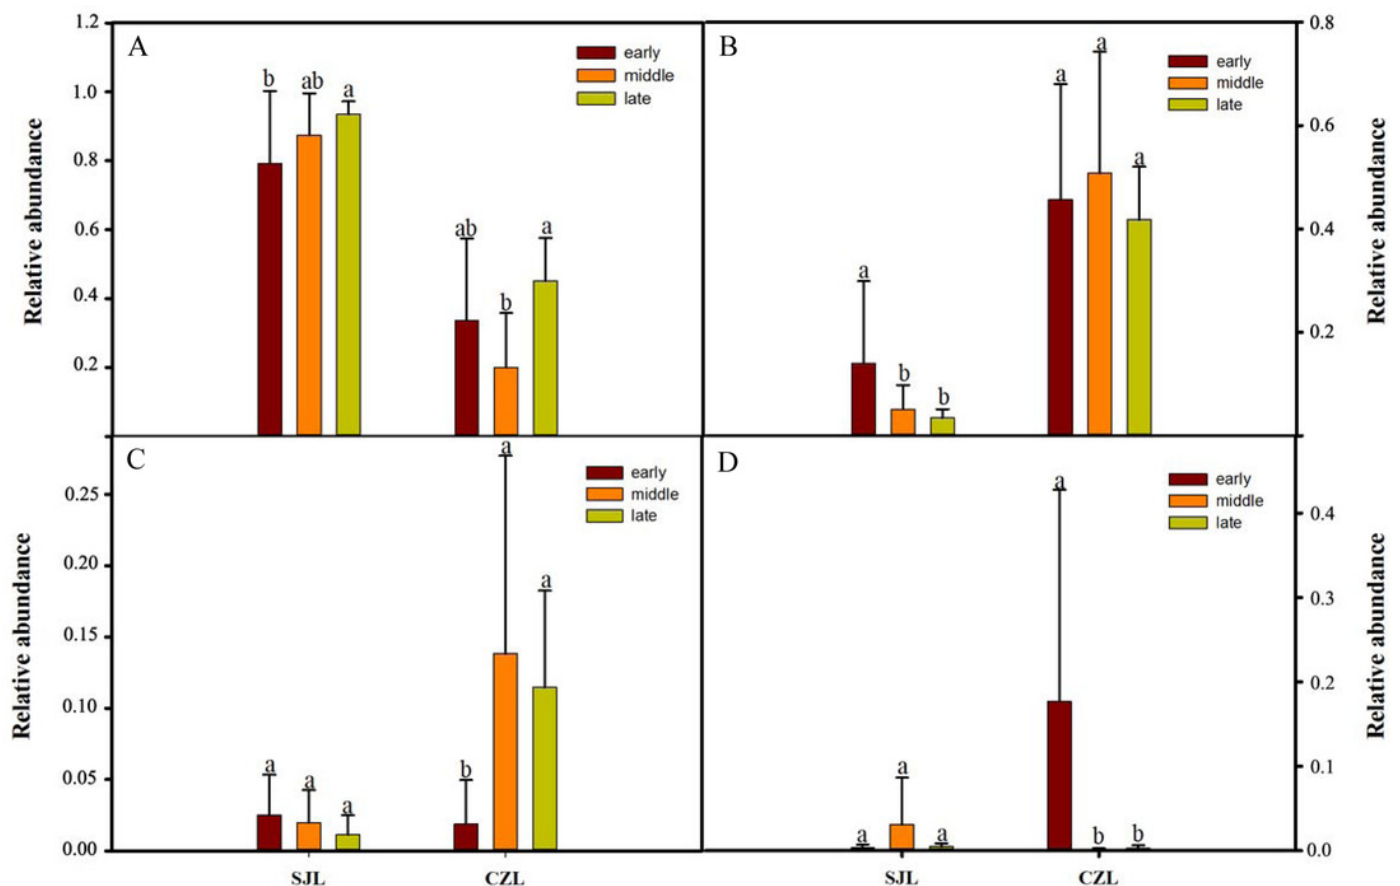 A
early
middle
late
b
ab
a
ab
b
a
1.2
1.0
0.8
0.6
0.4
0.2
Relative abundance
B
early
middle
late
a
b
b
a
a
a
0.8
0.6
0.4
0.2
Relative abundance
C
early
middle
late
a
a
a
b
a
a
0.25
0.20
0.15
0.10
0.05
0.00
Relative abundance
SJL
CZL
D
early
middle
late
a
a
a
a
b
b
0.4
0.3
0.2
0.1
0.0
Relative abundance
SJL
CZL